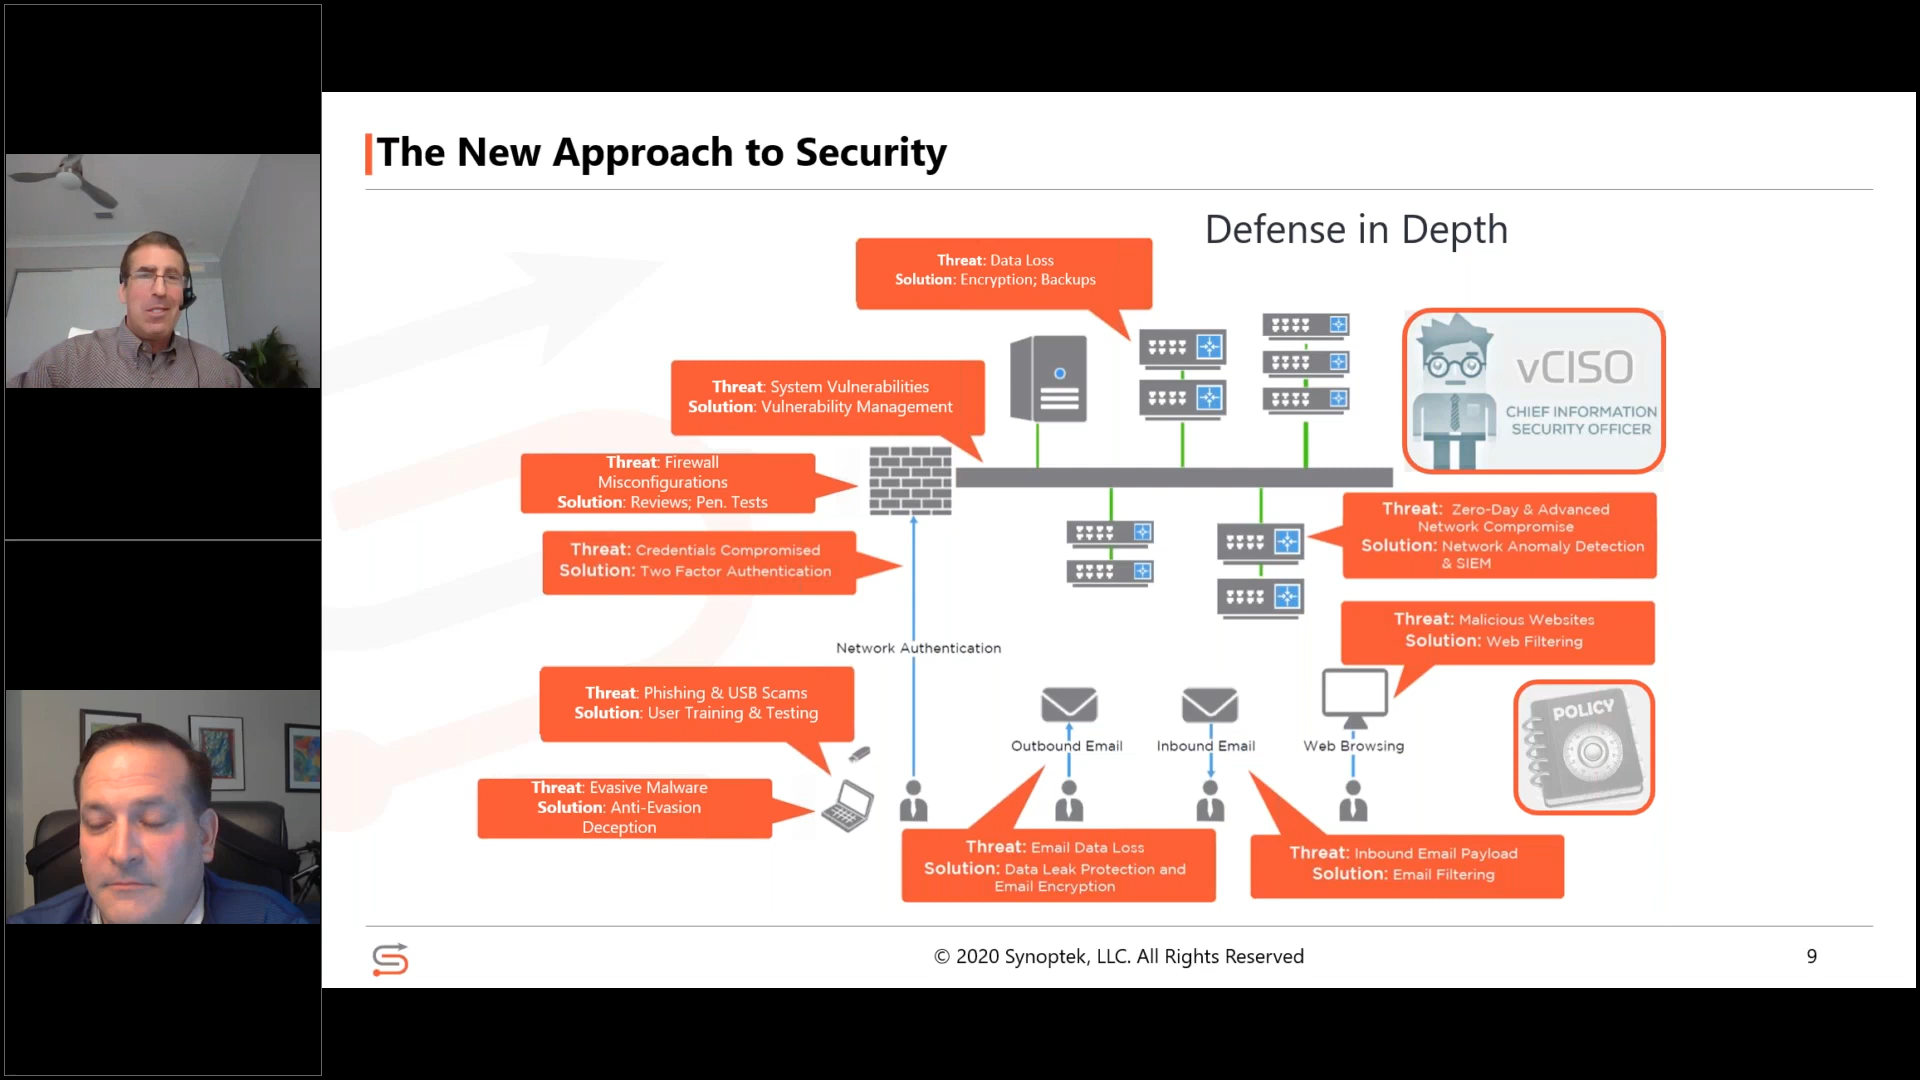 The New Approach to Security
Defense in Depth
Threat: Data Loss
Solution: Encryption; Backups
Threat: System Vulnerabilities
Solution: Vulnerability Management
vCISO
CHIEF INFORMATION
SECURITY OFFICER
Threat: Firewall
Misconfigurations
Solution: Reviews; Pen. Tests
Threat: Credentials Compromised
Solution: Two Factor Authentication
Threat: Zero-Day & Advanced
Network Compromise
Solution: Network Anomaly Detection
& SIEM
Threat: Malicious Websites
Solution: Web Filtering
Network Authentication
Threat: Phishing & USB Scams
Solution: User Training & Testing
POLICY
Outbound Email
Inbound Email
Web Browsing
Threat: Evasive Malware
Solution: Anti-Evasion
Deception
Threat: Email Data Loss
Solution: Data Leak Protection and
Email Encryption
Threat: Inbound Email Payload
Solution: Email Filtering
© 2020 Synoptek, LLC. All Rights Reserved
9